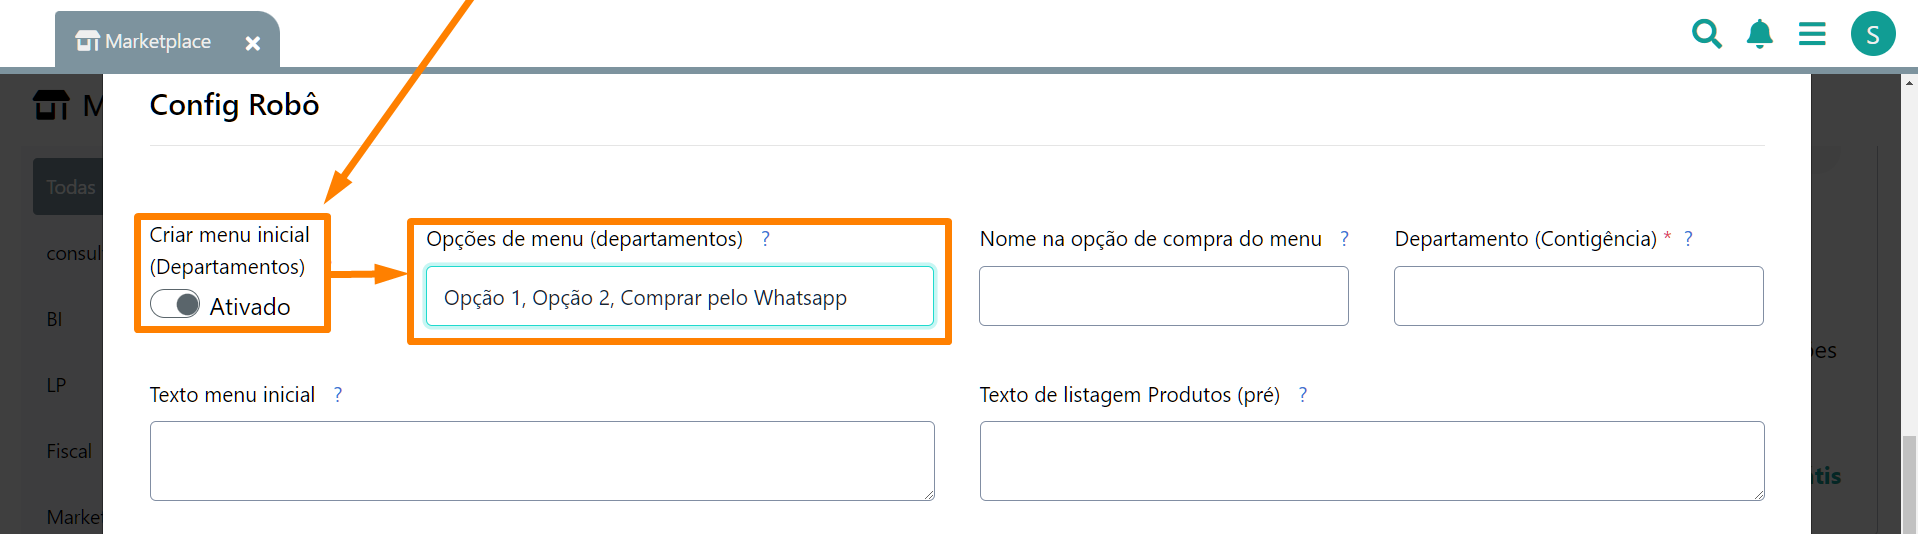 Marketplace
S
M
Config Robô
Todas
consul
BI
LP
Fiscal
Market
Criar menu inicial
(Departamentos)
Ativado
Opções de menu (departamentos) ?
Opção 1, Opção 2, Comprar pelo Whatsapp
Nome na opção de compra do menu ?
Departamento (Contigência) * ?
Texto menu inicial ?
Texto de listagem Produtos (pré) ?
es
tis